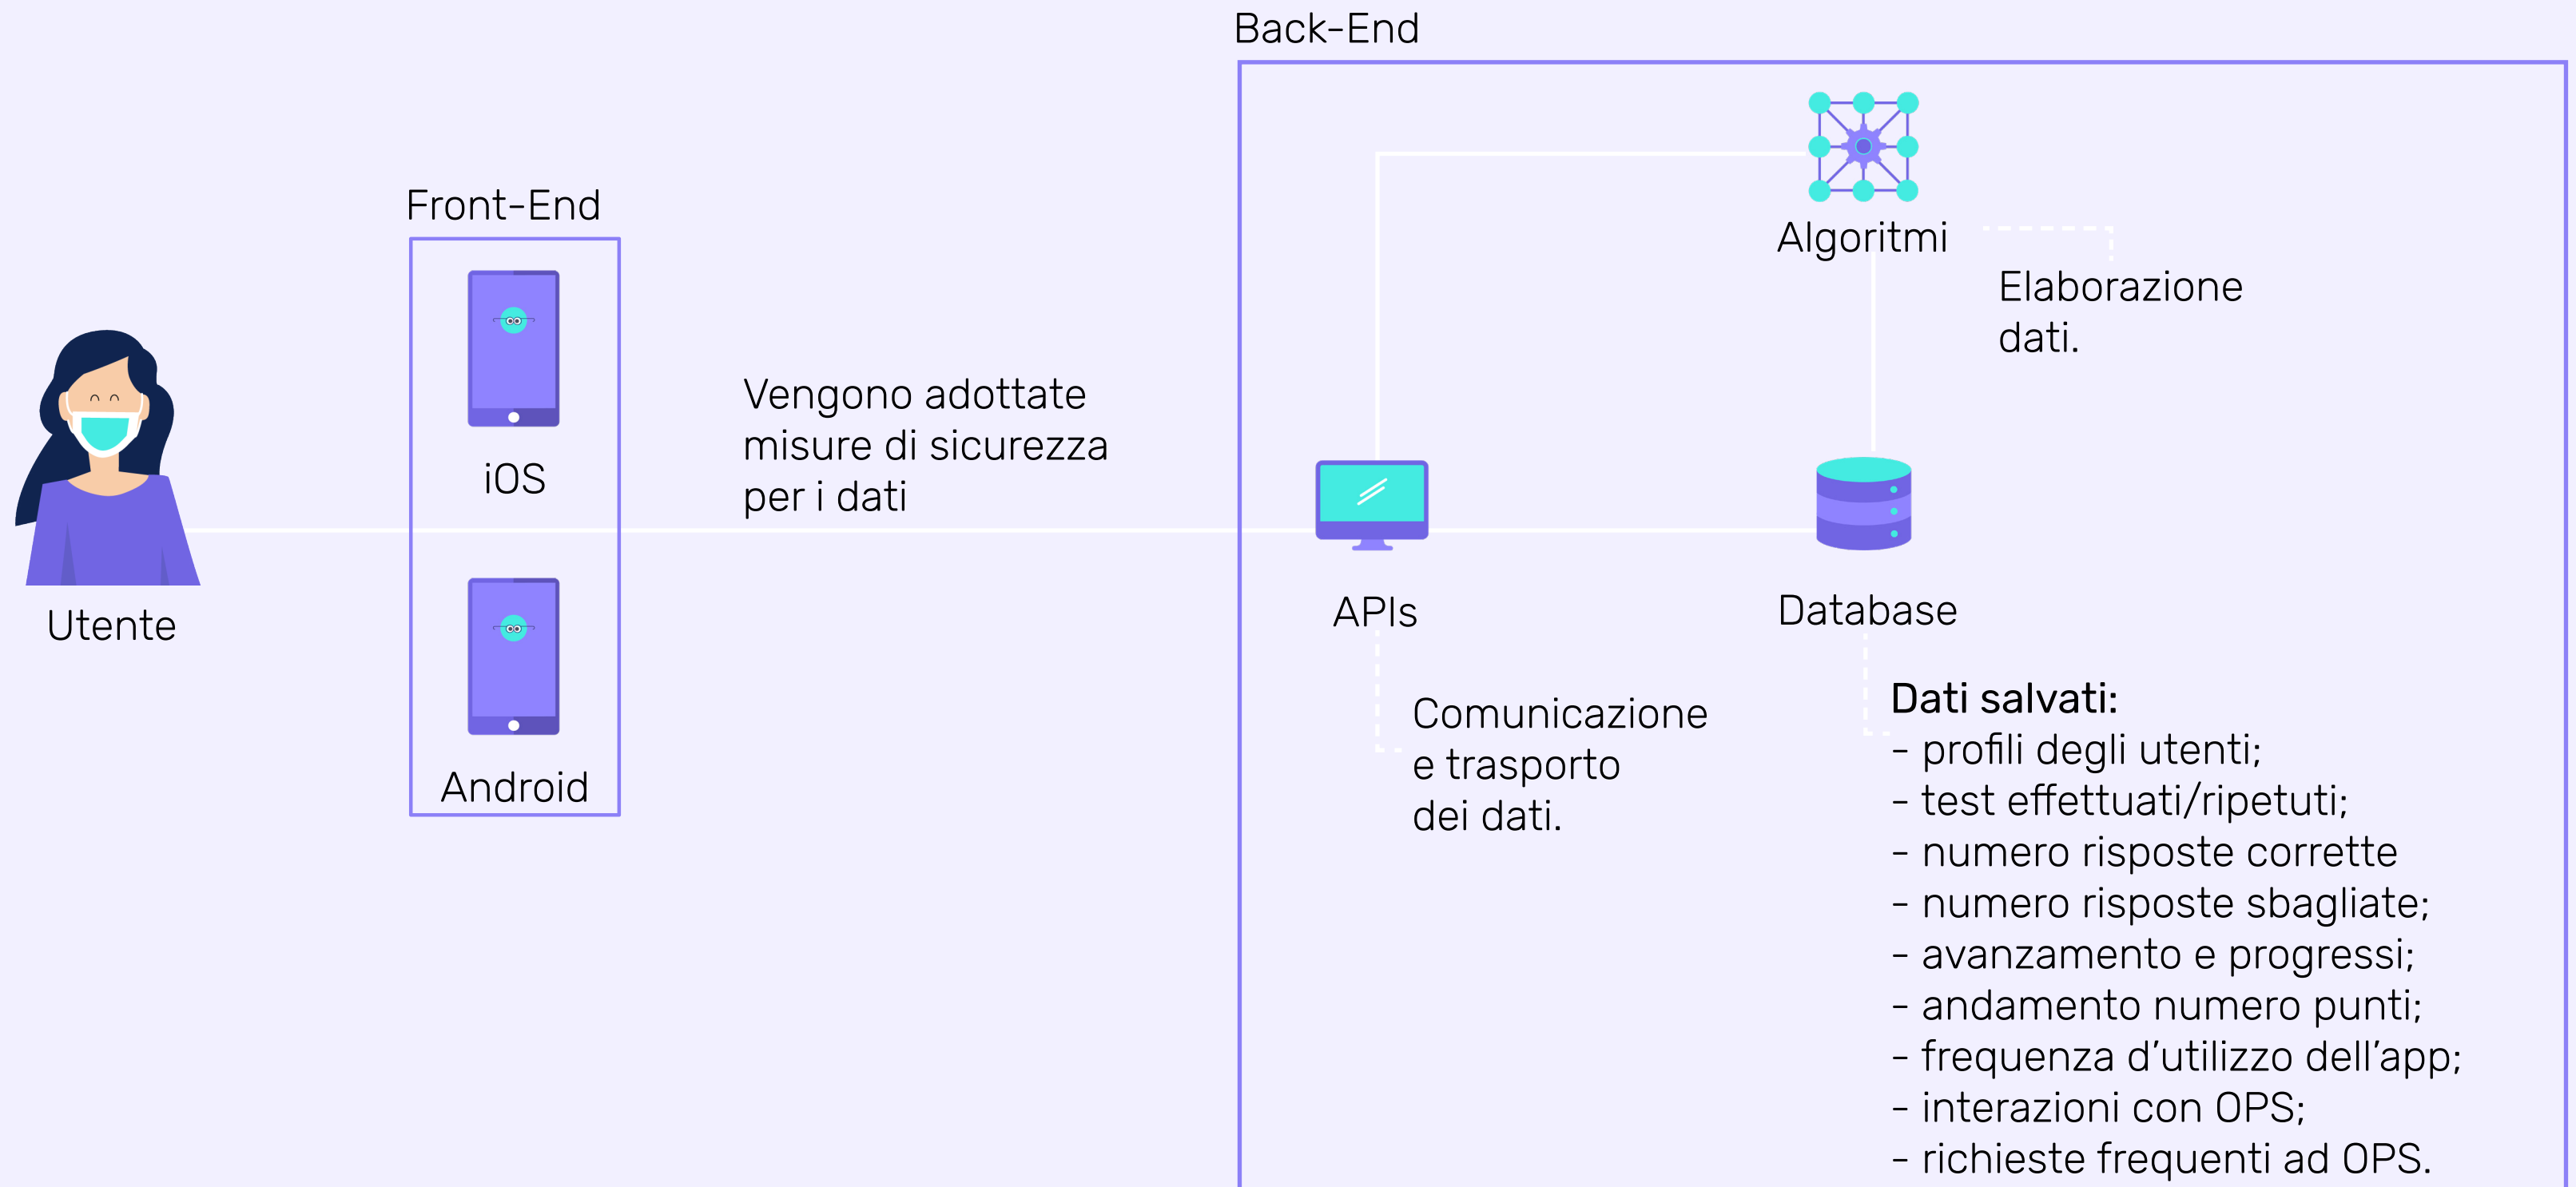 Back-End
Front-End
Algoritmi
Elaborazione
dati.
Vengono adottate
misure di sicurezza
per i dati
iOS
Utente
APIs
Database
Android
Comunicazione
e trasporto
dei dati.
Dati salvati:
- profili degli utenti;
- test effettuati/ripetuti;
- numero risposte corrette
- numero risposte sbagliate;
- avanzamento e progressi;
- andamento numero punti;
- frequenza d’utilizzo dell’app;
- interazioni con OPS;
- richieste frequenti ad OPS.